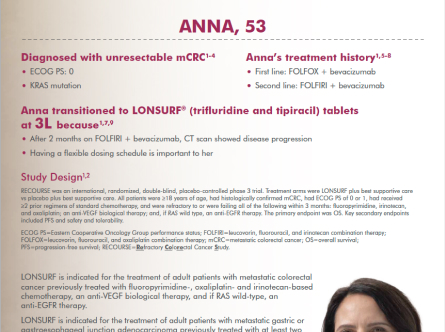 ANNA, 53
Diagnosed with unresectable mCRC1-4
• ECOG PS: 0
• KRAS mutation
Anna's treatment history1,5-8
• First line: FOLFOX + bevacizumab
• Second line: FOLFIRI + bevacizumab
Anna transitioned to LONSURF® (trifluridine and tipiracil) tablets
at 3L because1,7,9
• After 2 months on FOLFIRI + bevacizumab, CT scan showed disease progression
• Having a flexible dosing schedule is important to her
Study Design1,2
RECOURSE was an international, randomized, double-blind, placebo-controlled phase 3 trial. Treatment arms were LONSURF plus best supportive care
vs placebo plus best supportive care. All patients were ≥18 years of age, had histologically confirmed mCRC, had ECOG PS of 0 or 1, had received
≥2 prior regimens of standard chemotherapy, and were refractory to or were failing all of the following within 3 months: fluoropyrimidine, irinotecan,
and oxaliplatin; an anti-VEGF biological therapy; and, if RAS wild type, an anti-EGFR therapy. The primary endpoint was OS. Key secondary endpoints
included PFS and safety and tolerability.
ECOG PS=Eastern Cooperative Oncology Group performance status; FOLFIRI=leucovorin, fluorouracil, and irinotecan combination therapy;
FOLFOX=leucovorin, fluorouracil, and oxaliplatin combination therapy; mCRC=metastatic colorectal cancer; OS=overall survival;
PFS=progression-free survival; RECOURSE=Refractory Colorectal Cancer Study.
LONSURF is indicated for the treatment of adult patients with metastatic colorectal
cancer previously treated with fluoropyrimidine-, oxaliplatin- and irinotecan-based
chemotherapy, an anti-VEGF biological therapy, and if RAS wild-type, an
anti-EGFR therapy.
LONSURF is indicated for the treatment of adult patients with metastatic gastric or
gastroesophageal junction adenocarcinoma previously treated with at least two